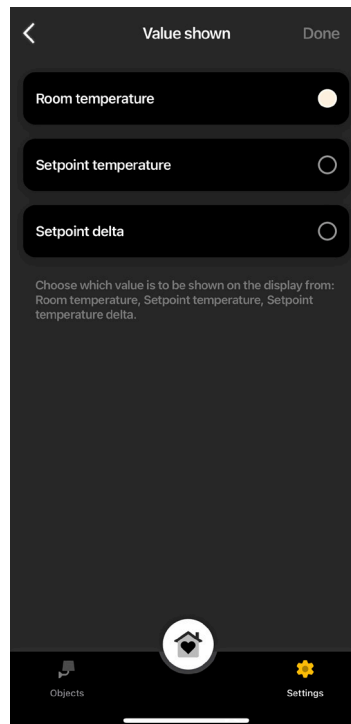 Value shown
Done
Room temperature
Setpoint temperature
Setpoint delta
Choose which value is to be shown on the display from:
Room temperature, Setpoint temperature, Setpoint
temperature delta.
Objects
Settings